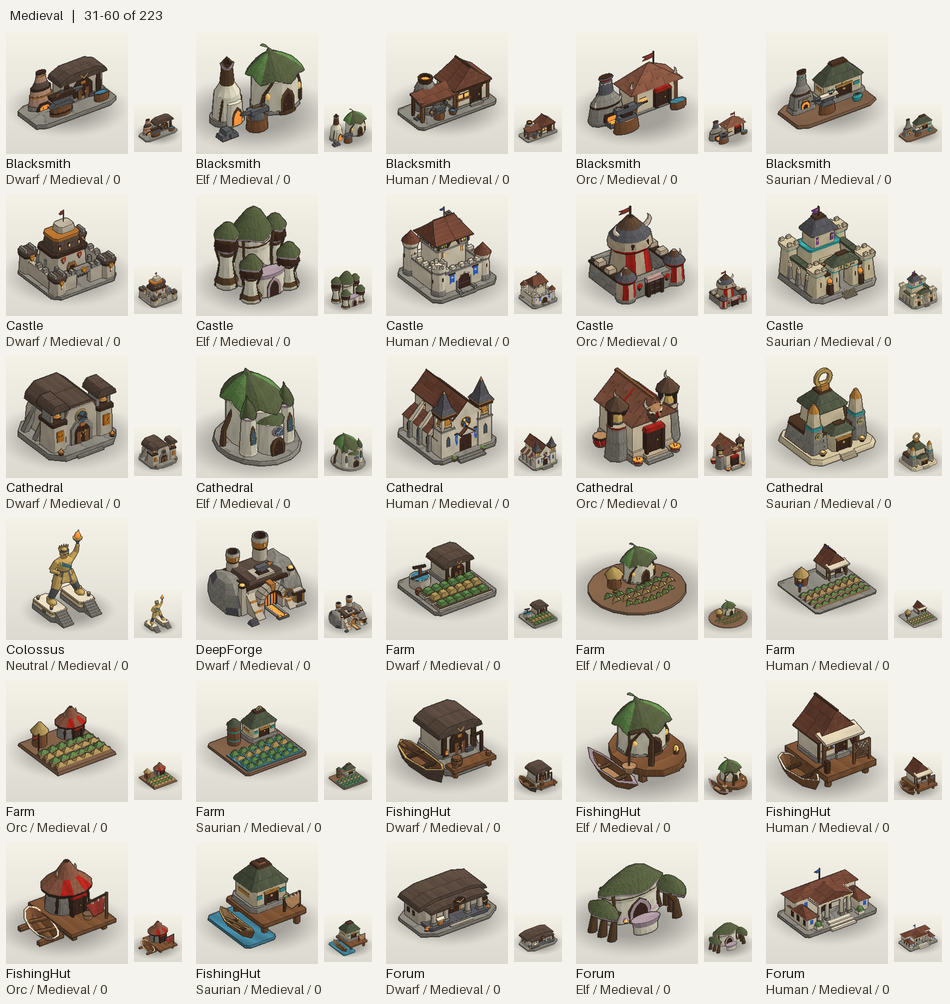 Medieval | 31-60 of 223
Blacksmith
Dwarf / Medieval / 0
Blacksmith
Elf / Medieval / 0
Blacksmith
Human / Medieval / 0
Blacksmith
Orc / Medieval / 0
Blacksmith
Saurian / Medieval / 0
Castle
Dwarf / Medieval / 0
Castle
Elf / Medieval / 0
Castle
Human / Medieval / 0
Castle
Orc / Medieval / 0
Castle
Saurian / Medieval / 0
Cathedral
Dwarf / Medieval / 0
Cathedral
Elf / Medieval / 0
Cathedral
Human / Medieval / 0
Cathedral
Orc / Medieval / 0
Cathedral
Saurian / Medieval / 0
Colossus
Neutral / Medieval / 0
DeepForge
Dwarf / Medieval / 0
Farm
Dwarf / Medieval / 0
Farm
Elf / Medieval / 0
Farm
Human / Medieval / 0
Farm
Orc / Medieval / 0
Farm
Saurian / Medieval / 0
FishingHut
Dwarf / Medieval / 0
FishingHut
Elf / Medieval / 0
FishingHut
Human / Medieval / 0
FishingHut
Orc / Medieval / 0
FishingHut
Saurian / Medieval / 0
Forum
Dwarf / Medieval / 0
Forum
Elf / Medieval / 0
Forum
Human / Medieval / 0